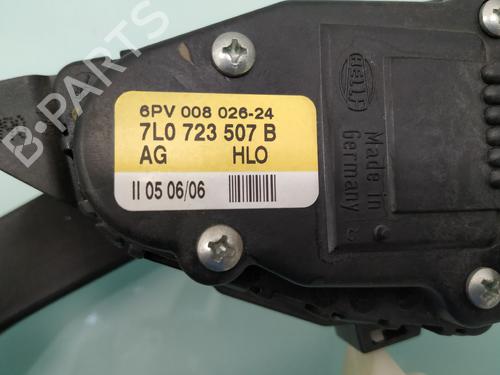 6PV 008 026-24
7L0 723 507 B
AG HLO
II 05 06/06
HELLA
Made in
Germany
B-PARTS